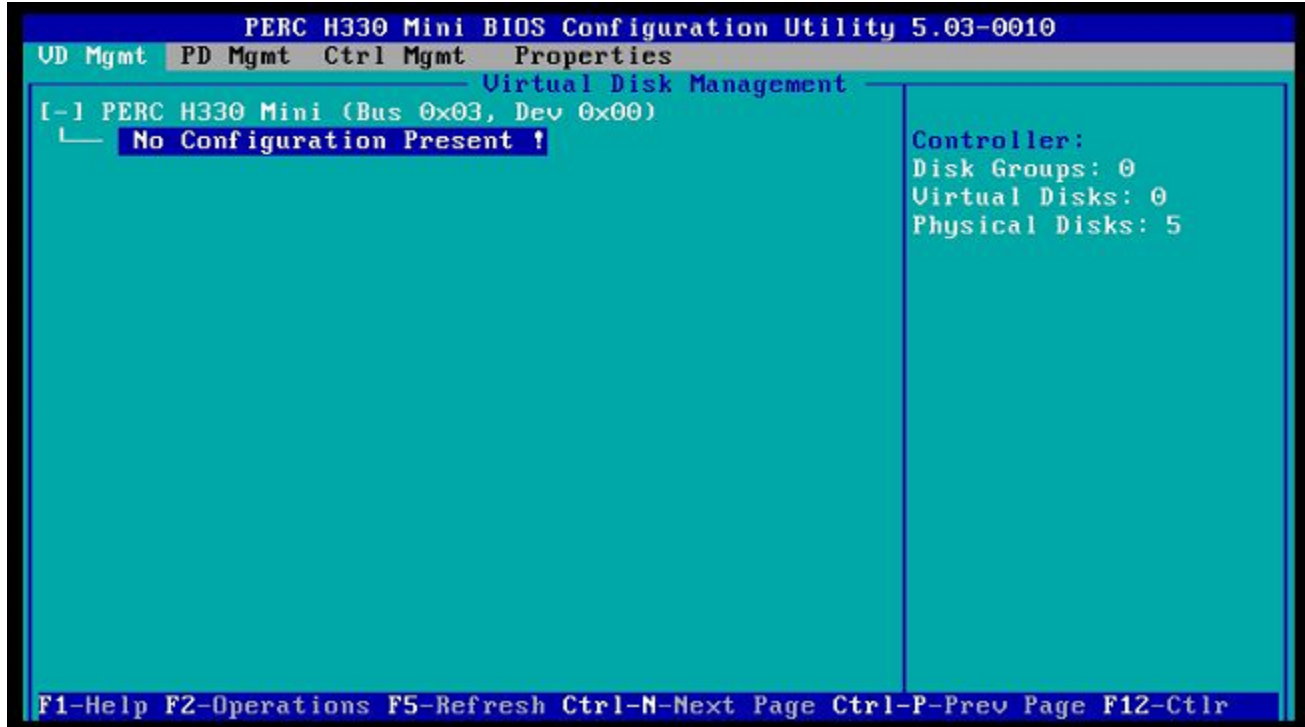 PERC H330 Mini BIOS Configuration Utility 5.03-0010
VD Mgmt PD Mgmt Ctrl Mgmt Properties
Virtual Disk Management
[-] PERC H330 Mini (Bus 0x03, Dev 0x00)
No Configuration Present !
Controller:
Disk Groups: 0
Virtual Disks: 0
Physical Disks: 5
F1-Help F2-Operations F5-Refresh Ctrl-N-Next Page Ctrl-P-Prev Page F12-Ctlr